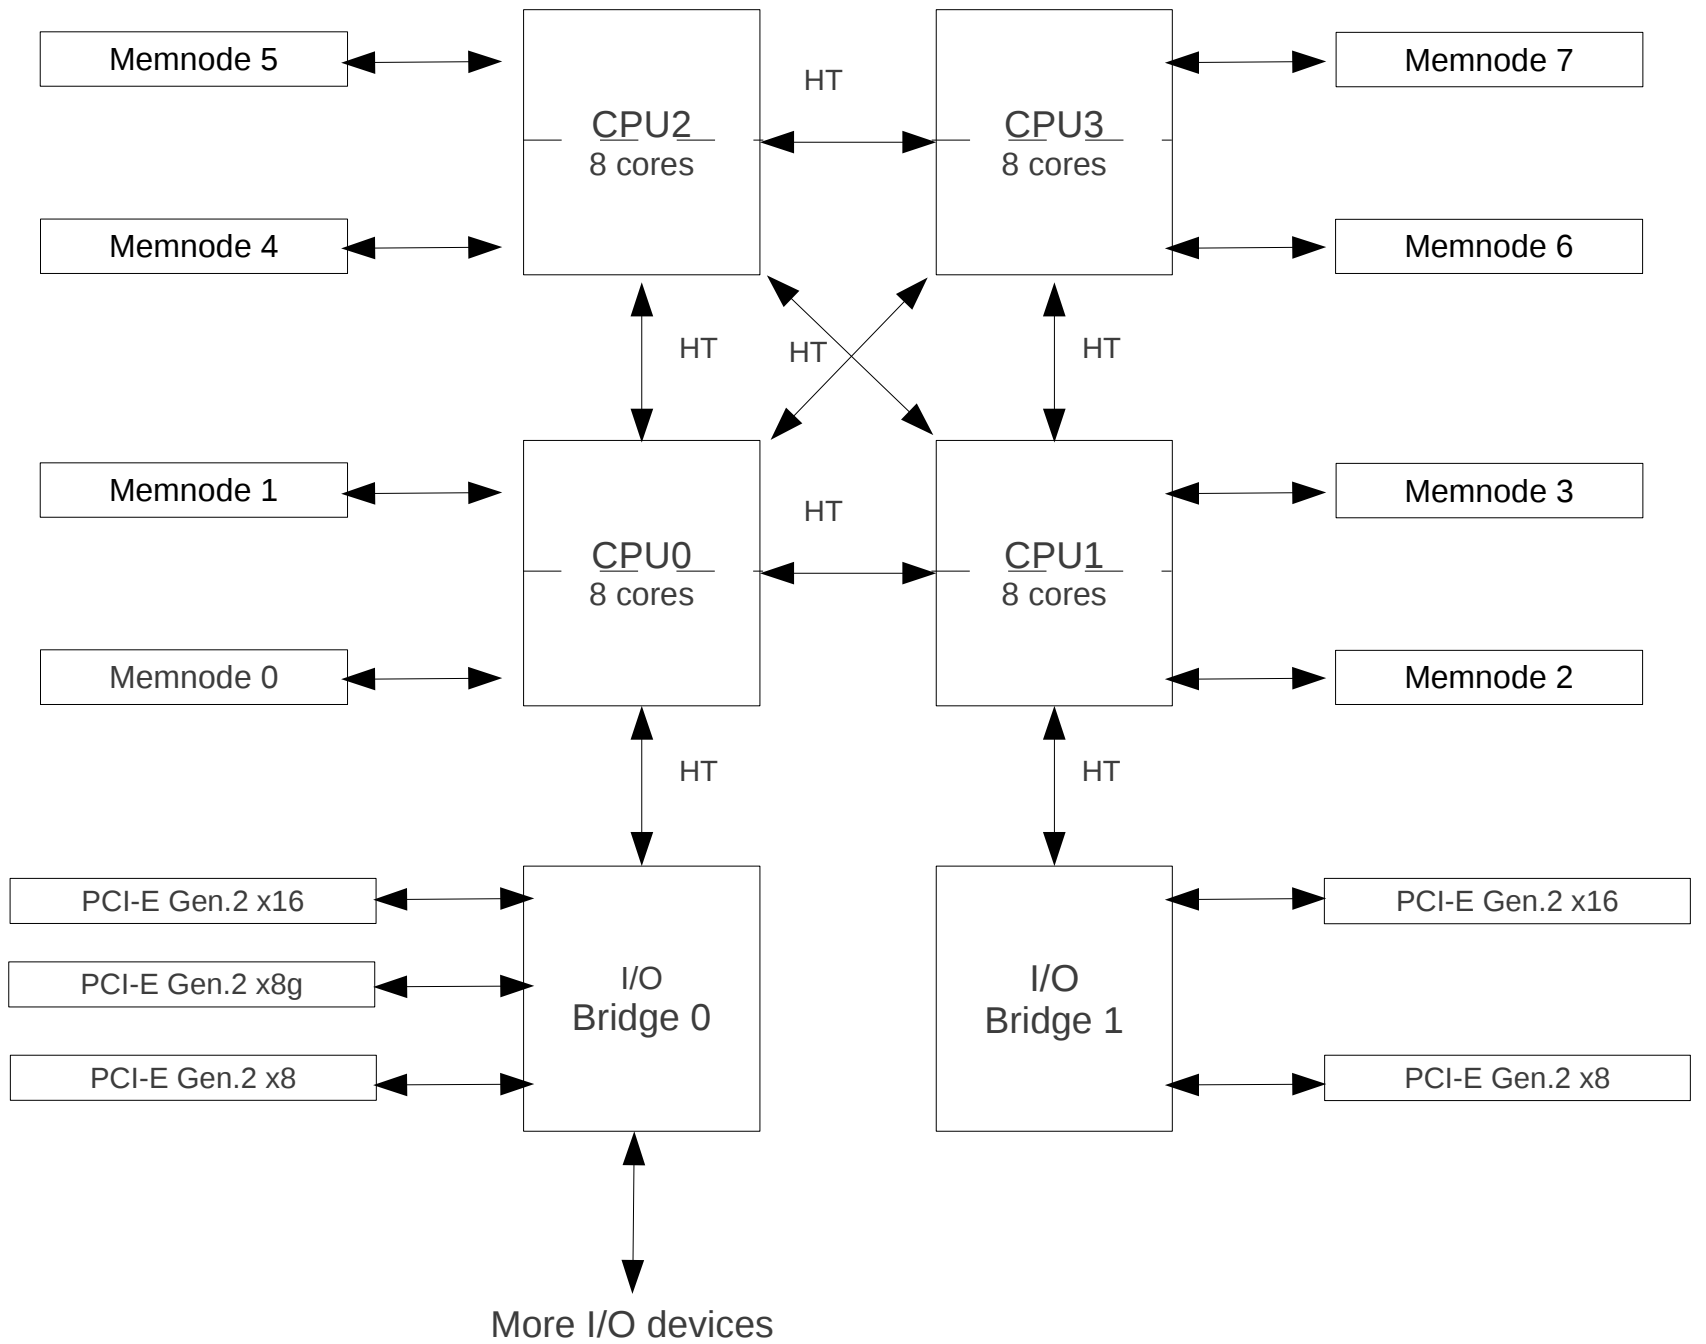 Memnode 5
HT
Memnode 7
CPU2
8 cores
CPU3
8 cores
Memnode 4
Memnode 6
HT
HT
HT
Memnode 1
HT
Memnode 3
CPU0
8 cores
CPU1
8 cores
Memnode 0
Memnode 2
HT
HT
PCI-E Gen.2 x16
PCI-E Gen.2 x16
PCI-E Gen.2 x8g
I/O
Bridge 0
I/O
Bridge 1
PCI-E Gen.2 x8
PCI-E Gen.2 x8
More I/O devices